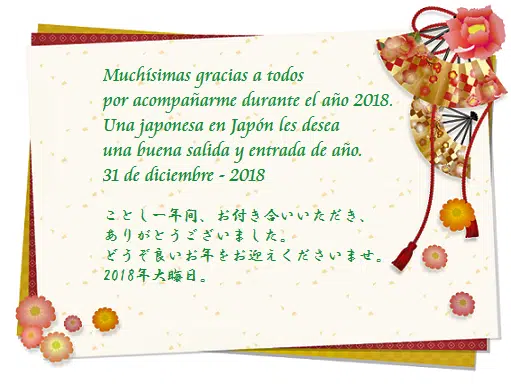 Muchísimas gracias a todos
por acompañarme durante el año 2018.
Una japonesa en Japón les desea
una buena salida y entrada de año.
31 de diciembre - 2018
ことし一年間、お付き合いいただき、
ありがとうございました。
どうぞ良いお年をお迎えくださいませ。
2018年大晦日。